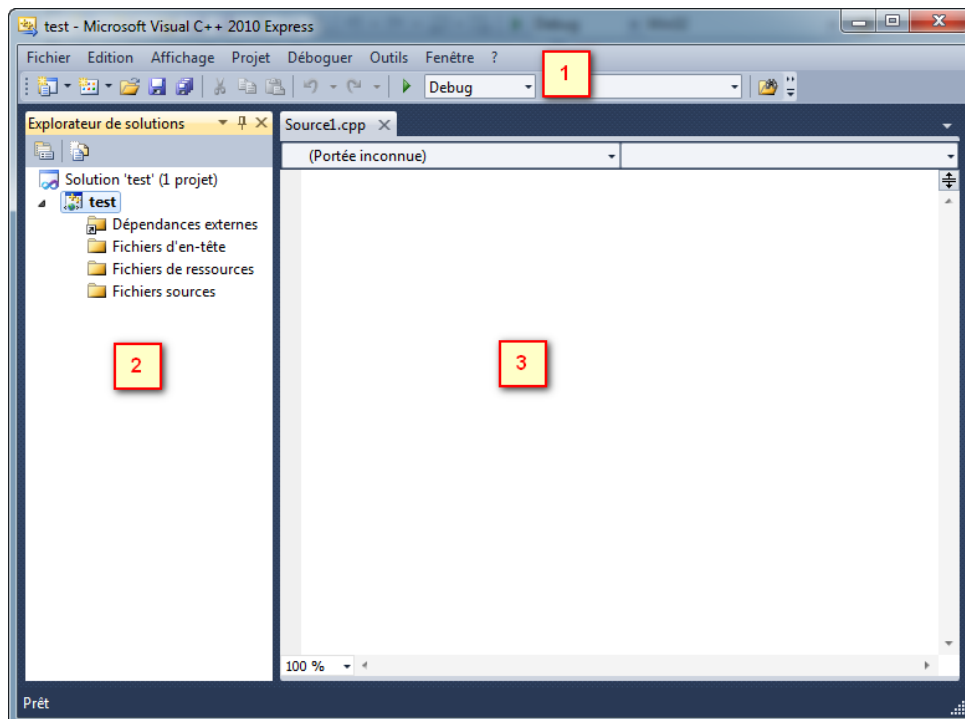 test - Microsoft Visual C++ 2010 Express
Fichier Edition Affichage Projet Déboguer Outils Fenêtre ?
1
Debug
Explorateur de solutions
Source1.cpp
(Portée inconnue)
Solution 'test' (1 projet)
test
Dépendances externes
Fichiers d'en-tête
Fichiers de ressources
Fichiers sources
2
3
100 %
Prêt